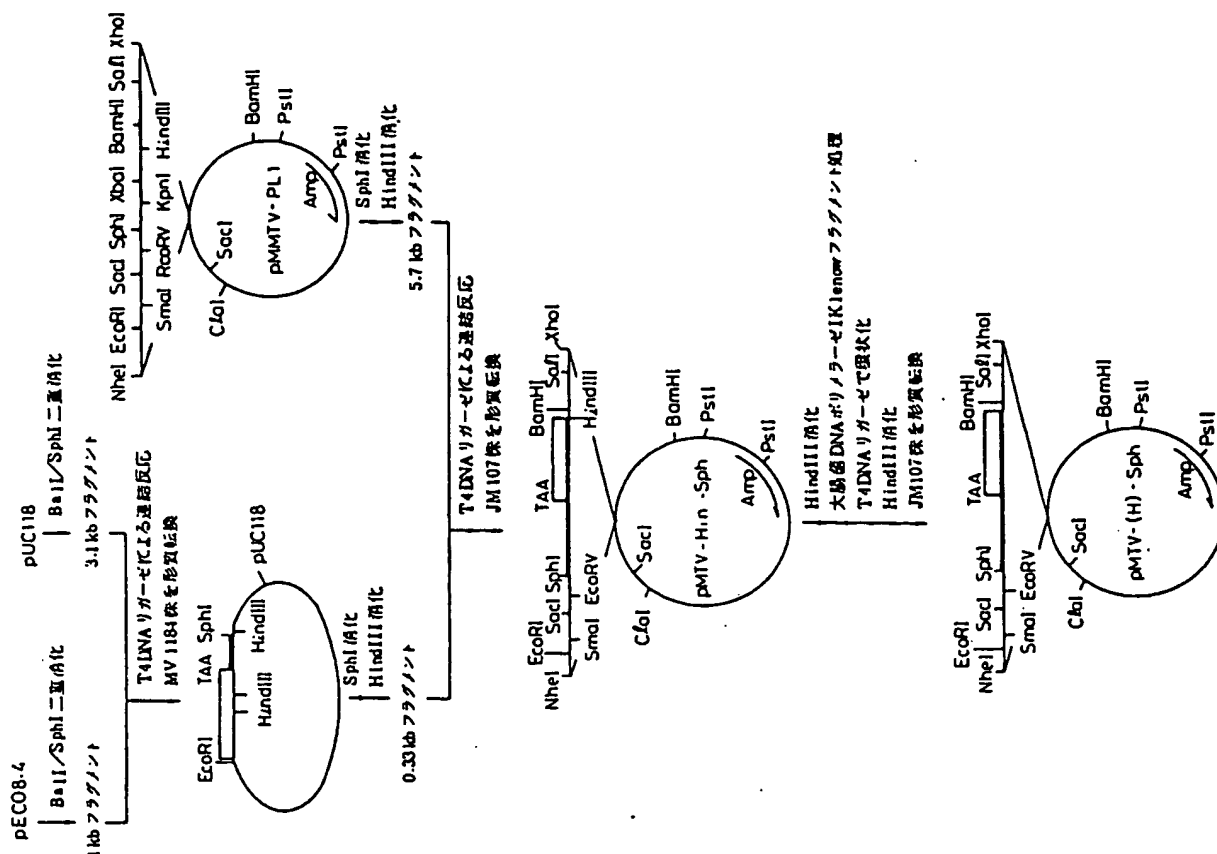 pECO8-4
BalI/SphI二重消化
1kbフラグメント
pUC118
BalI/SphI二重消化
3.1kbフラグメント
T4DNAリガーゼによる連結反応
MV1184株を形質転換
EcoRI TAA SphI
HindIII HindIII
pUC118
SphI消化
HindIII消化
0.33kbフラグメント
NheI EcoRI SacI SphI XbaI BamHI SalI XhoI
SmaI RcoRV KpnI HindIII
SacI
ClaI
pMMTV-PL1
BamHI
PstI
Amp
PstI
SphI消化
HindIII消化
5.7kbフラグメント
T4DNAリガーゼによる連結反応
JM107株を形質転換
NheI EcoRI SacI SphI TAA BamHI SalI XhoI
SmaI EcoRV HindIII
SacI
ClaI
pMTV-Hin-Sph
BamHI
PstI
Amp
PstI
HindIII消化
大腸菌DNAポリメラーゼIKlenowフラグメント処理
T4DNAリガーゼで環状化
HindIII消化
JM107株を形質転換
NheI EcoRI SacI SphI TAA BamHI SalI XhoI
SmaI EcoRV
SacI
ClaI
pMTV-(H)-Sph
BamHI
PstI
Amp
PstI